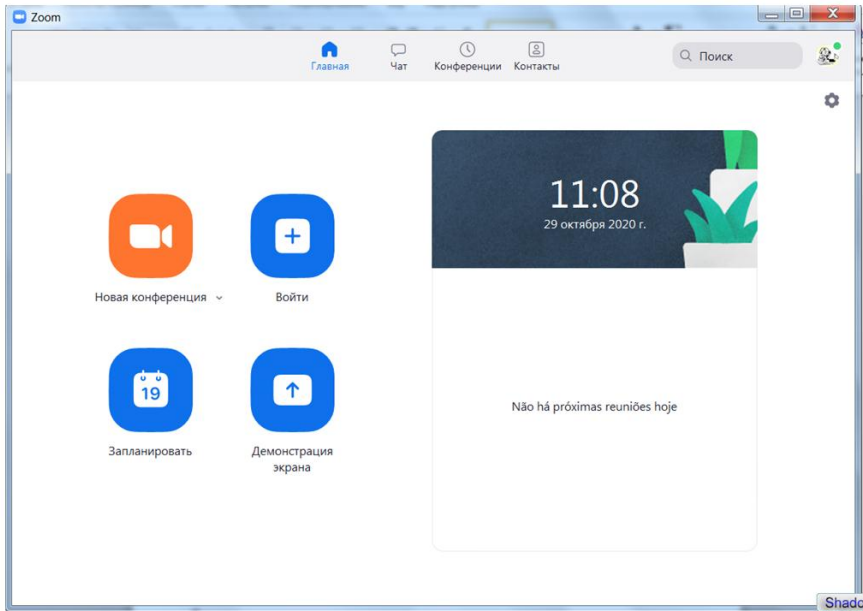 Zoom
Главная
Чат
Конференции
Контакты
Поиск
11:08
29 октября 2020 г.
Новая конференция
Войти
19
Запланировать
Демонстрация
экрана
Não há próximas reuniões hoje